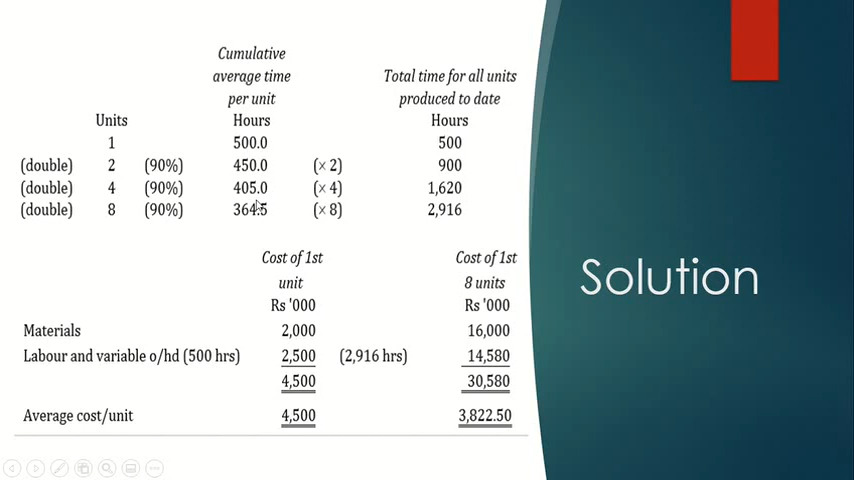 Cumulative
average time Total time for all units
per unit produced to date
Units Hours Hours
1 500.0 500
(double) 2 (90%) 450.0 (× 2) 900
(double) 4 (90%) 405.0 (× 4) 1,620
(double) 8 (90%) 364.5 (× 8) 2,916
Cost of 1st Cost of 1st
unit 8 units
Rs '000 Rs '000
Materials 2,000 16,000
Labour and variable o/hd (500 hrs) 2,500 (2,916 hrs) 14,580
4,500 30,580
Average cost/unit 4,500 3,822.50
Solution